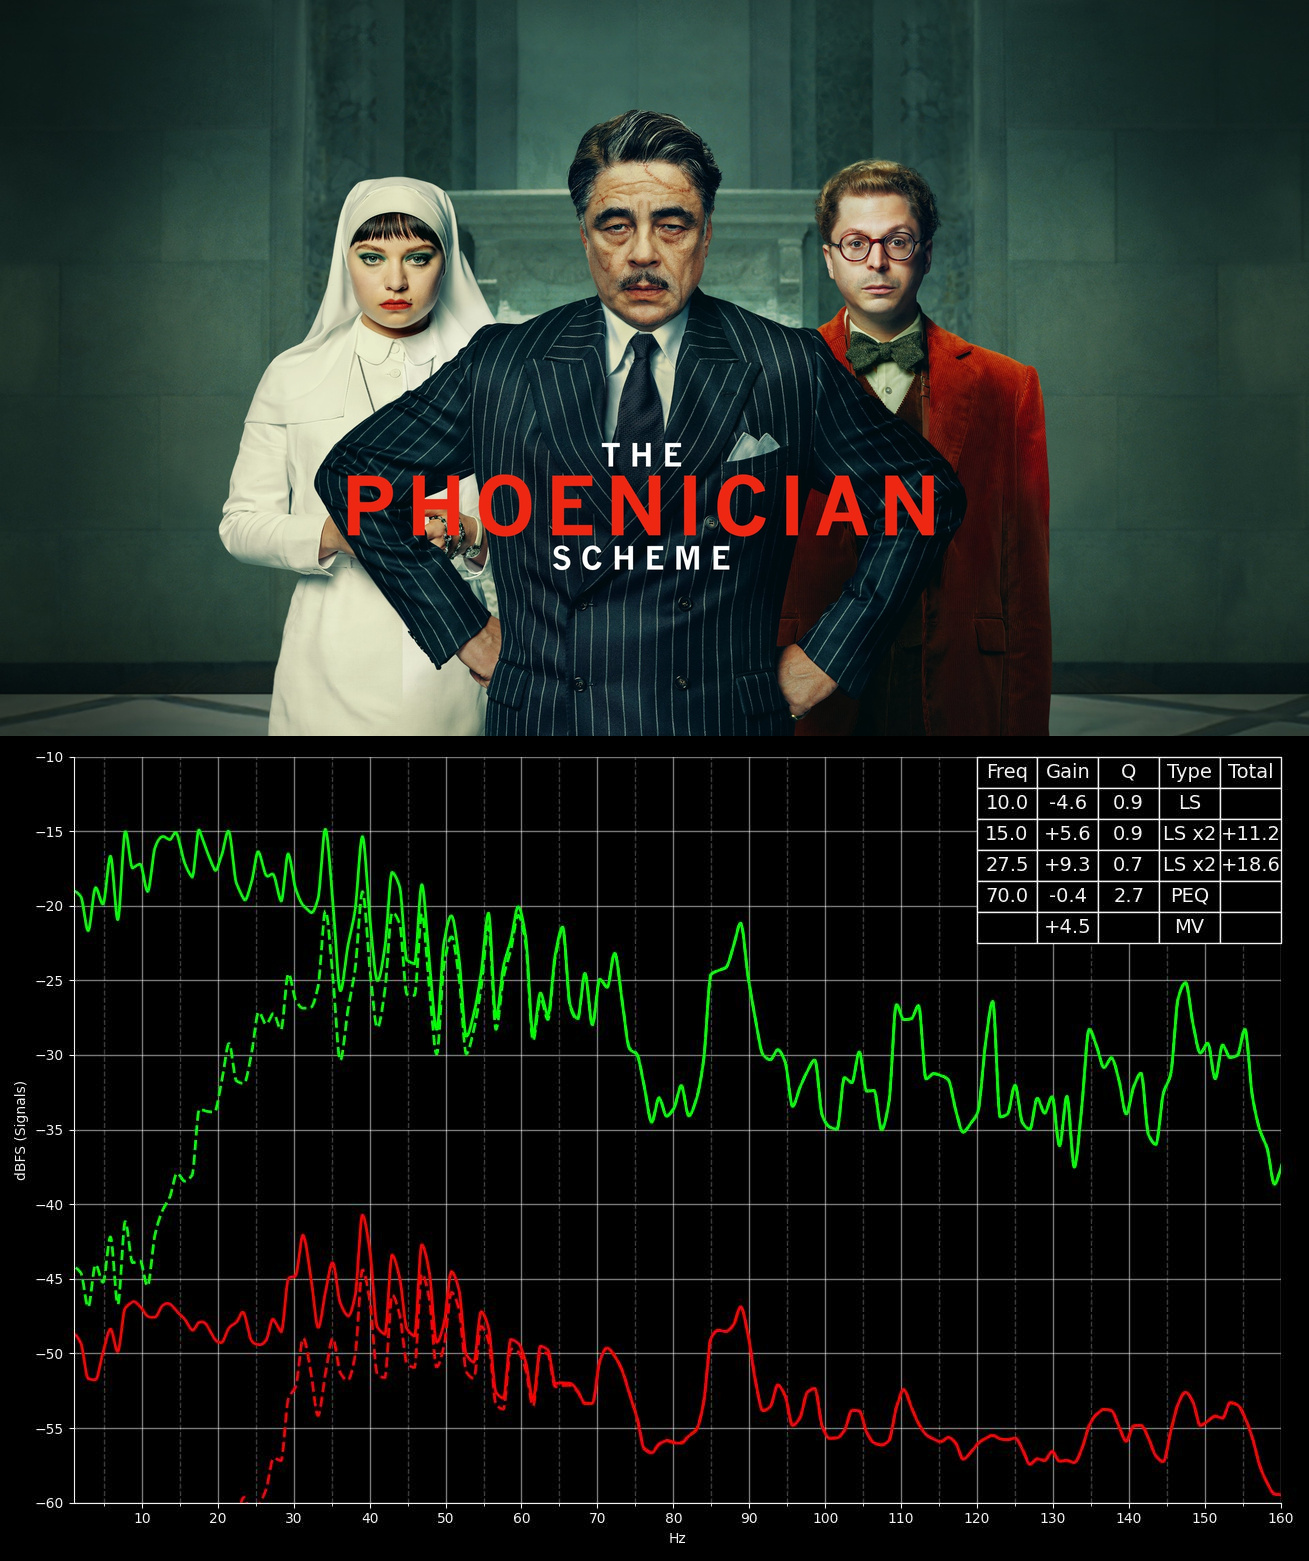 THE
PHOENICIAN
SCHEME
Freq Gain Q Type Total
10.0 -4.6 0.9 LS
15.0 +5.6 0.9 LS x2 +11.2
27.5 +9.3 0.7 LS x2 +18.6
70.0 -0.4 2.7 PEQ
+4.5 MV
−10
−15
−20
−25
−30
−35
−40
−45
−50
−55
−60
dBFS (Signals)
10 20 30 40 50 60 70 80 90 100 110 120 130 140 150 160
Hz